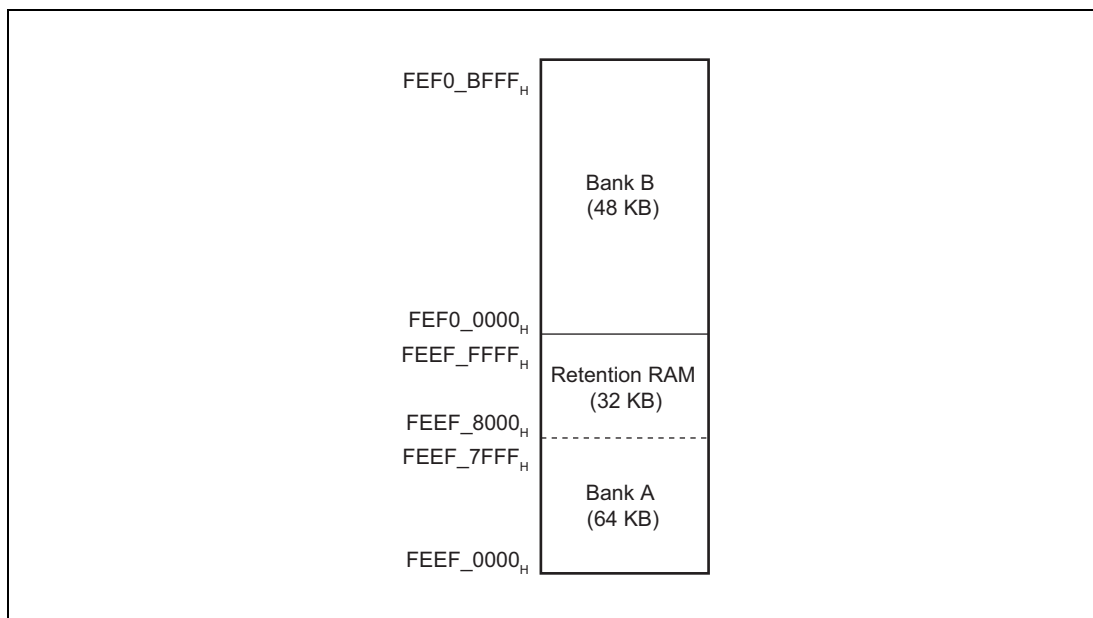 FEF0_BFFFH
Bank B
(48 KB)
FEF0_0000H
FEEF_FFFFH
Retention RAM
(32 KB)
FEEF_8000H
FEEF_7FFFH
Bank A
(64 KB)
FEEF_0000H